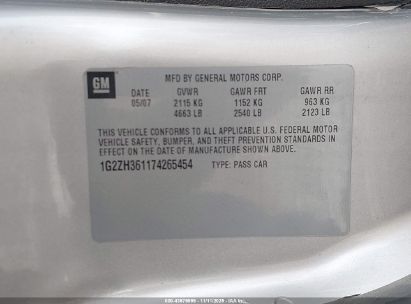 GM
MFD BY GENERAL MOTORS CORP.
DATE GVWR GAWR FRT GAWR RR
05/07 2115 KG 1152 KG 963 KG
4663 LB 2540 LB 2123 LB
THIS VEHICLE CONFORMS TO ALL APPLICABLE U.S. FEDERAL MOTOR
VEHICLE SAFETY, BUMPER, AND THEFT PREVENTION STANDARDS IN
EFFECT ON THE DATE OF MANUFACTURE SHOWN ABOVE.
1G2ZH361174265454 TYPE: PASS CAR